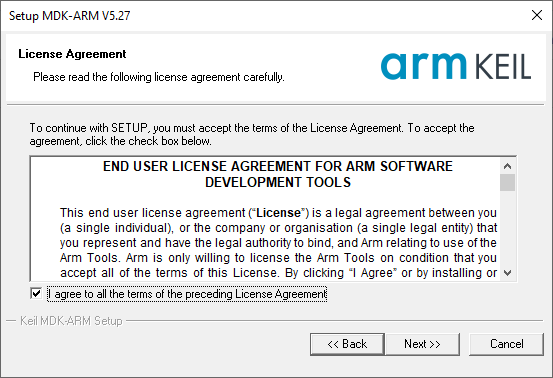 Setup MDK-ARM V5.27
License Agreement
Please read the following license agreement carefully.
arm KEIL
To continue with SETUP, you must accept the terms of the License Agreement. To accept the
agreement, click the check box below.
END USER LICENSE AGREEMENT FOR ARM SOFTWARE
DEVELOPMENT TOOLS
This end user license agreement (“License”) is a legal agreement between you
(a single individual), or the company or organisation (a single legal entity) that
you represent and have the legal authority to bind, and Arm relating to use of the
Arm Tools. Arm is only willing to license the Arm Tools on condition that you
accept all of the terms of this License. By clicking “I Agree” or by installing or
I agree to all the terms of the preceding License Agreement
Keil MDK-ARM Setup
<< Back
Next >>
Cancel